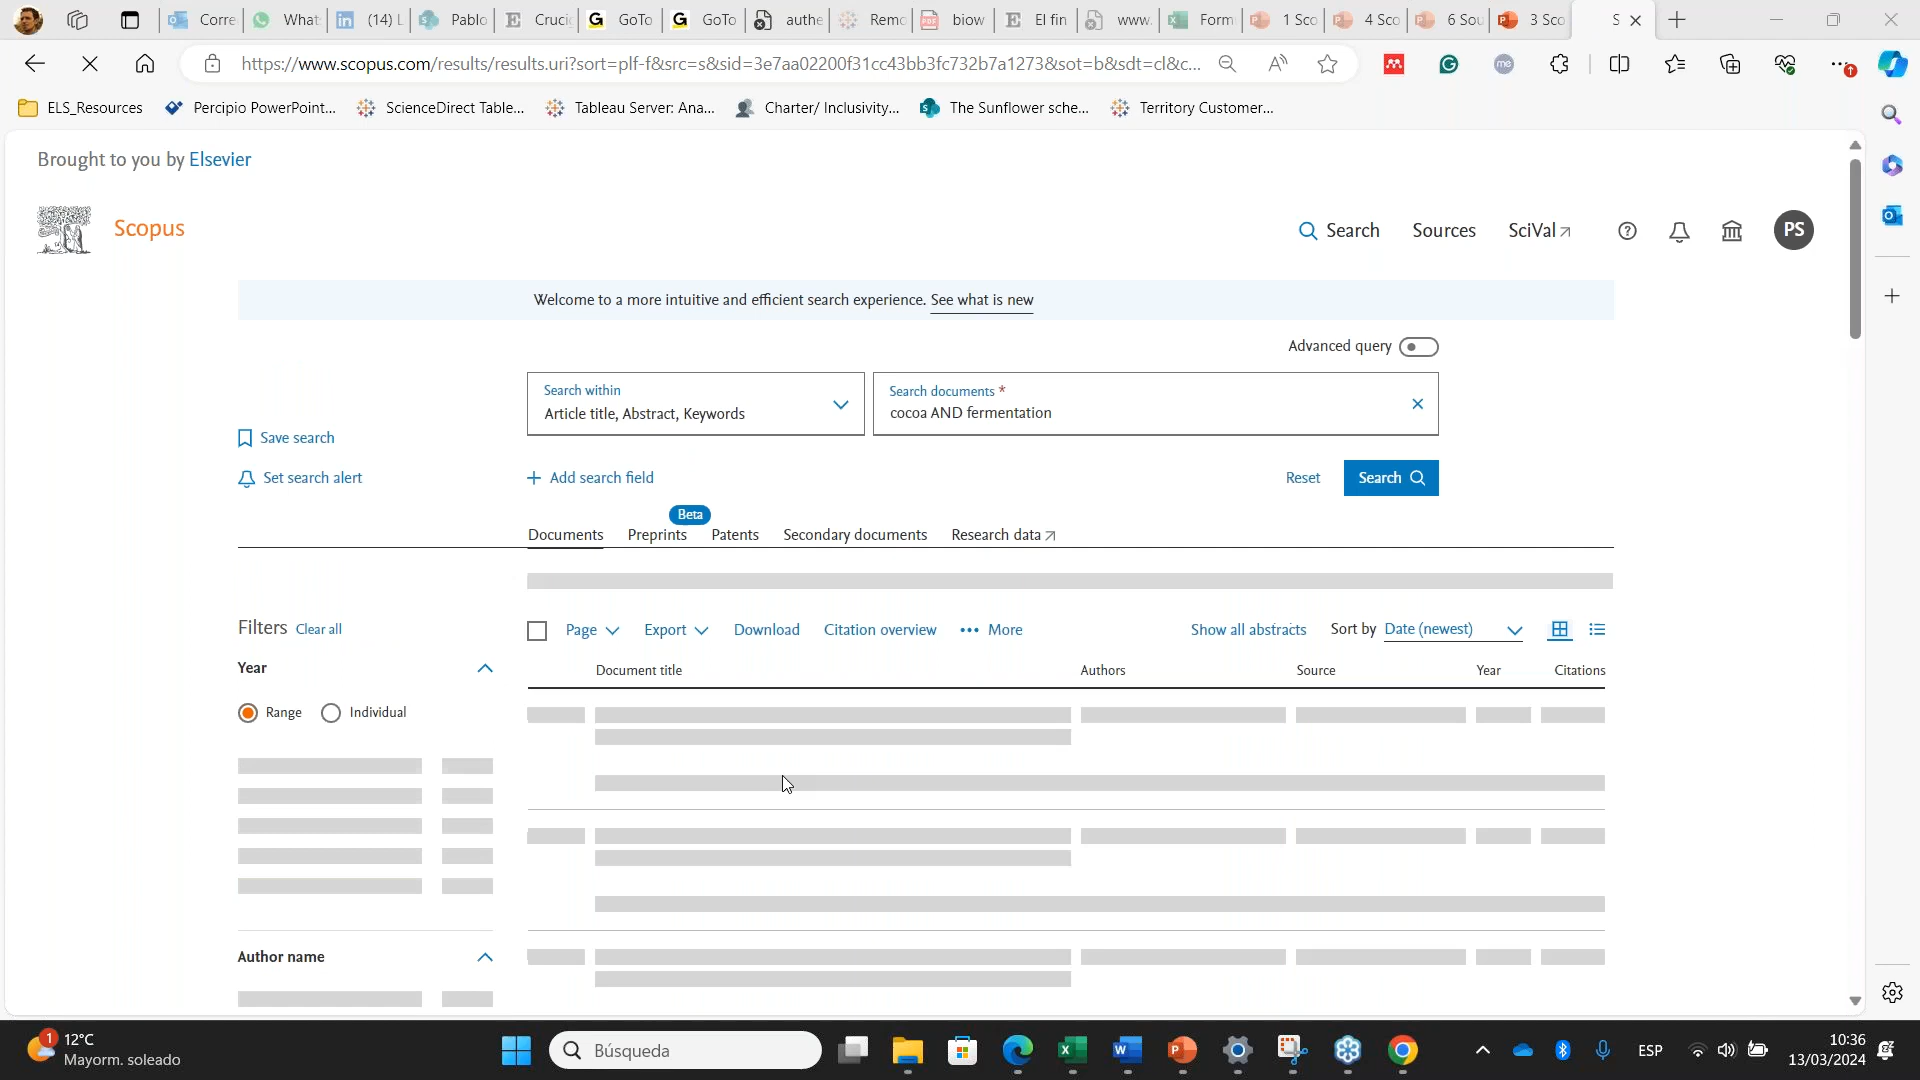 Corre
What
(14) L
Pablo
Cruci
GoTo
GoTo
authe
Remo
biow
El fin
www.
Form
1 Sco
4 Sco
6 Sou
3 Sco
S
https://www.scopus.com/results/results.uri?sort=plf-f&src=s&sid=3e7aa02200f31cc43bb3fc732b7a1273&sot=b&sdt=cl&c...
ELS_Resources
Percipio PowerPoint...
ScienceDirect Table...
Tableau Server: Ana...
Charter/ Inclusivity...
The Sunflower sche...
Territory Customer...
Brought to you by Elsevier
Scopus
Search
Sources
SciVal
PS
Welcome to a more intuitive and efficient search experience. See what is new
Advanced query
Search within
Article title, Abstract, Keywords
Search documents *
cocoa AND fermentation
Save search
Set search alert
Add search field
Reset
Search
Beta
Documents
Preprints
Patents
Secondary documents
Research data
Filters Clear all
Page
Export
Download
Citation overview
More
Show all abstracts
Sort by Date (newest)
Year
Document title
Authors
Source
Year
Citations
Range
Individual
Author name
1
12°C
Mayorm. soleado
Búsqueda
ESP
10:36
13/03/2024